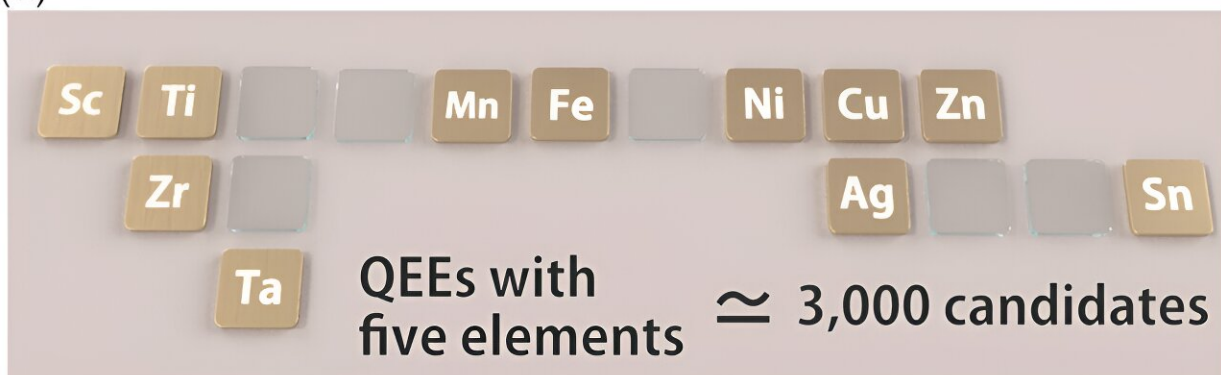 Sc Ti Mn Fe Ni Cu Zn
Zr Ag Sn
Ta
QEEs with
five elements
≃ 3,000 candidates